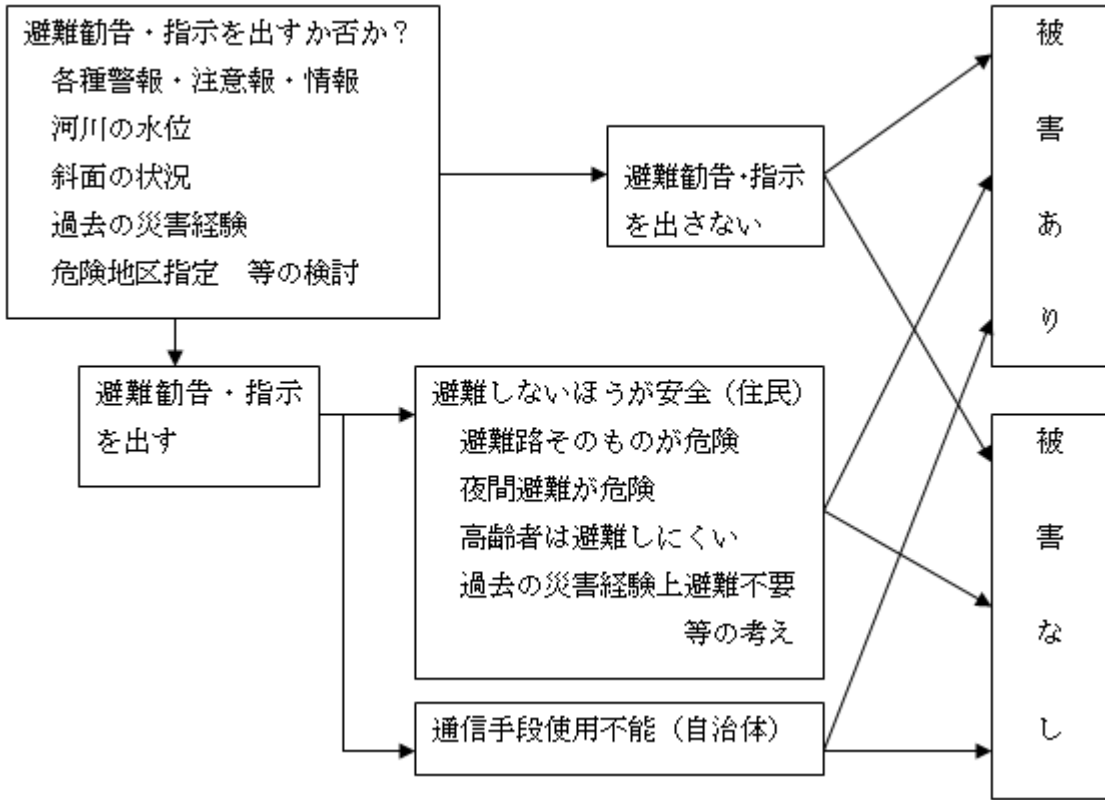 避難勧告・指示を出すか否か？
各種警報・注意報・情報
河川の水位
斜面の状況
過去の災害経験
危険地区指定　等の検討
避難勧告・指示
を出さない
避難勧告・指示
を出す
避難しないほうが安全（住民）
避難路そのものが危険
夜間避難が危険
高齢者は避難しにくい
過去の災害経験上避難不要
等の考え
通信手段使用不能（自治体）
被害あり
被害なし